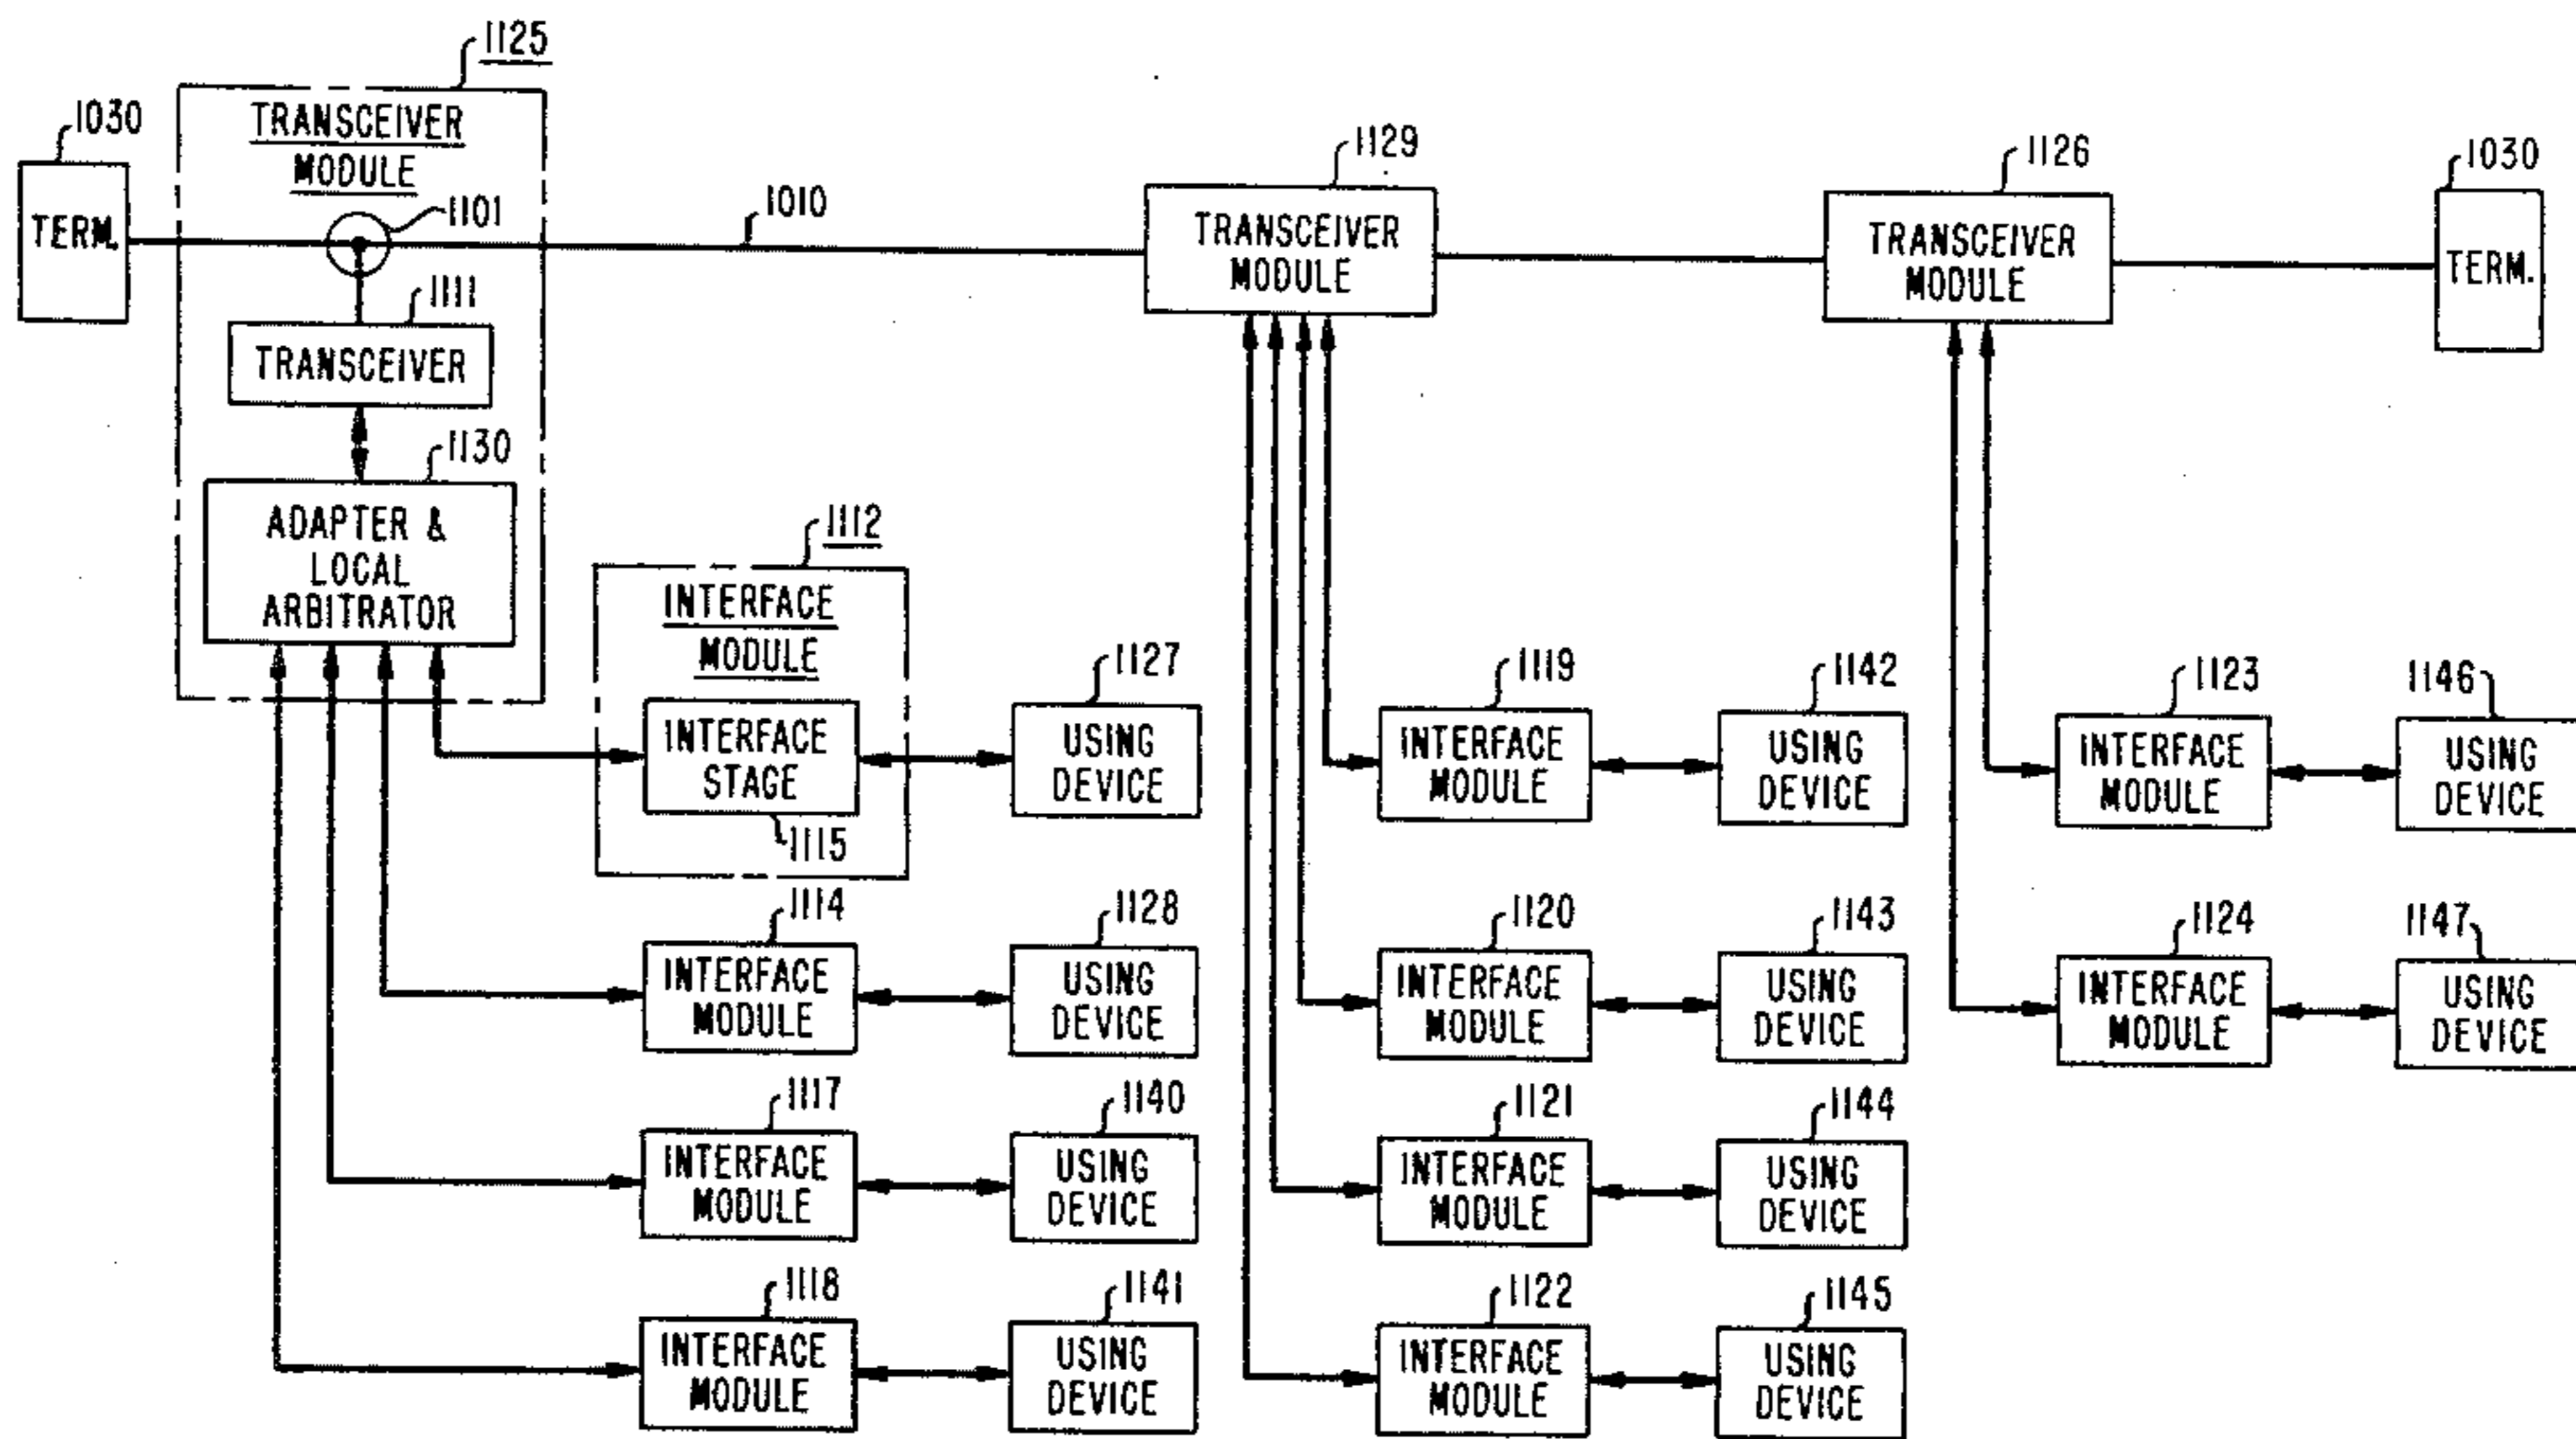 1125
1030
TRANSCEIVER
MODULE
TERM.
1101
1010
1129
TRANSCEIVER
MODULE
1126
TRANSCEIVER
MODULE
1030
TERM.
1111
TRANSCEIVER
1130
ADAPTER &
LOCAL
ARBITRATOR
1112
INTERFACE
MODULE
INTERFACE
STAGE
1115
1127
USING
DEVICE
1119
INTERFACE
MODULE
1142
USING
DEVICE
1123
INTERFACE
MODULE
1146
USING
DEVICE
1114
INTERFACE
MODULE
1128
USING
DEVICE
1120
INTERFACE
MODULE
1143
USING
DEVICE
1124
INTERFACE
MODULE
1147
USING
DEVICE
1117
INTERFACE
MODULE
1140
USING
DEVICE
1121
INTERFACE
MODULE
1144
USING
DEVICE
1118
INTERFACE
MODULE
1141
USING
DEVICE
1122
INTERFACE
MODULE
1145
USING
DEVICE